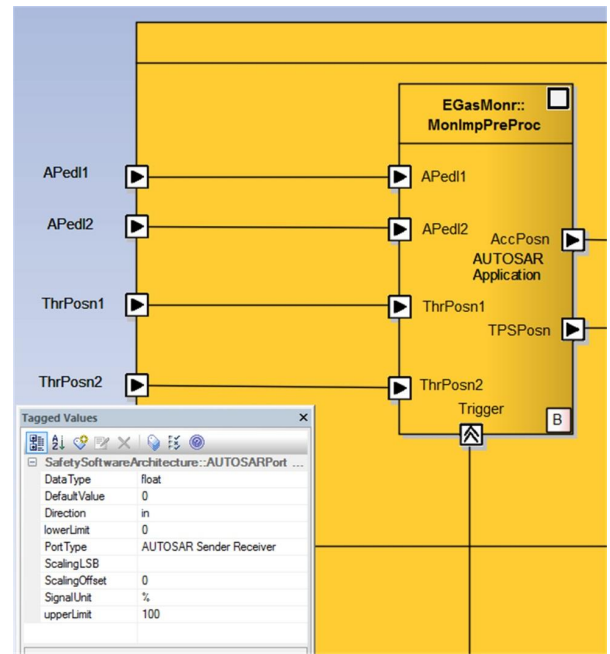 EGasMonr::
MonImpPreProc
APedl1
APedl1
APedl2
APedl2
AccPosn
AUTOSAR
Application
ThrPosn1
ThrPosn1
TPSPosn
ThrPosn2
ThrPosn2
Trigger
B
Tagged Values
SafetySoftwareArchitecture::AUTOSARPort ...
DataType float
DefaultValue 0
Direction in
lowerLimit 0
PortType AUTOSAR Sender Receiver
ScalingLSB
ScalingOffset 0
SignalUnit %
upperLimit 100